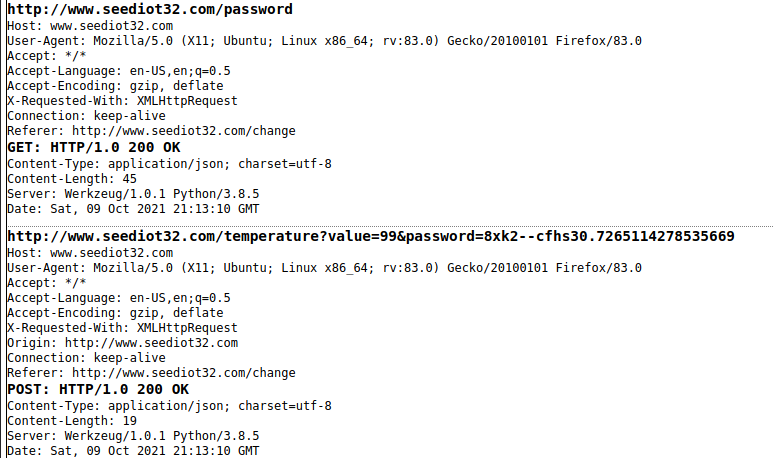 http://www.seediot32.com/password
Host: www.seediot32.com
User-Agent: Mozilla/5.0 (X11; Ubuntu; Linux x86_64; rv:83.0) Gecko/20100101 Firefox/83.0
Accept: */*
Accept-Language: en-US,en;q=0.5
Accept-Encoding: gzip, deflate
X-Requested-With: XMLHttpRequest
Connection: keep-alive
Referer: http://www.seediot32.com/change
GET: HTTP/1.0 200 OK
Content-Type: application/json; charset=utf-8
Content-Length: 45
Server: Werkzeug/1.0.1 Python/3.8.5
Date: Sat, 09 Oct 2021 21:13:10 GMT
http://www.seediot32.com/temperature?value=99&password=8xk2--cfhs30.7265114278535669
Host: www.seediot32.com
User-Agent: Mozilla/5.0 (X11; Ubuntu; Linux x86_64; rv:83.0) Gecko/20100101 Firefox/83.0
Accept: */*
Accept-Language: en-US,en;q=0.5
Accept-Encoding: gzip, deflate
X-Requested-With: XMLHttpRequest
Origin: http://www.seediot32.com
Connection: keep-alive
Referer: http://www.seediot32.com/change
POST: HTTP/1.0 200 OK
Content-Type: application/json; charset=utf-8
Content-Length: 19
Server: Werkzeug/1.0.1 Python/3.8.5
Date: Sat, 09 Oct 2021 21:13:10 GMT